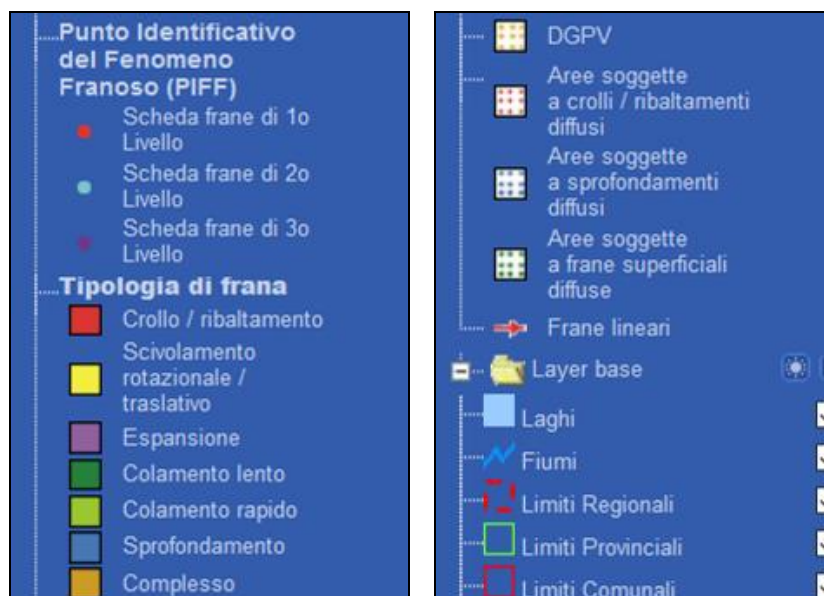 Punto Identificativo
del Fenomeno
Franoso (PIFF)
Scheda frane di 1o
Livello
Scheda frane di 2o
Livello
Scheda frane di 3o
Livello
Tipologia di frana
Crollo / ribaltamento
Scivolamento
rotazionale /
traslativo
Espansione
Colamento lento
Colamento rapido
Sprofondamento
Complesso
DGPV
Aree soggette
a crolli / ribaltamenti
diffusi
Aree soggette
a sprofondamenti
diffusi
Aree soggette
a frane superficiali
diffuse
Frane lineari
Layer base
Laghi
Fiumi
Limiti Regionali
Limiti Provinciali
Limiti Comunali